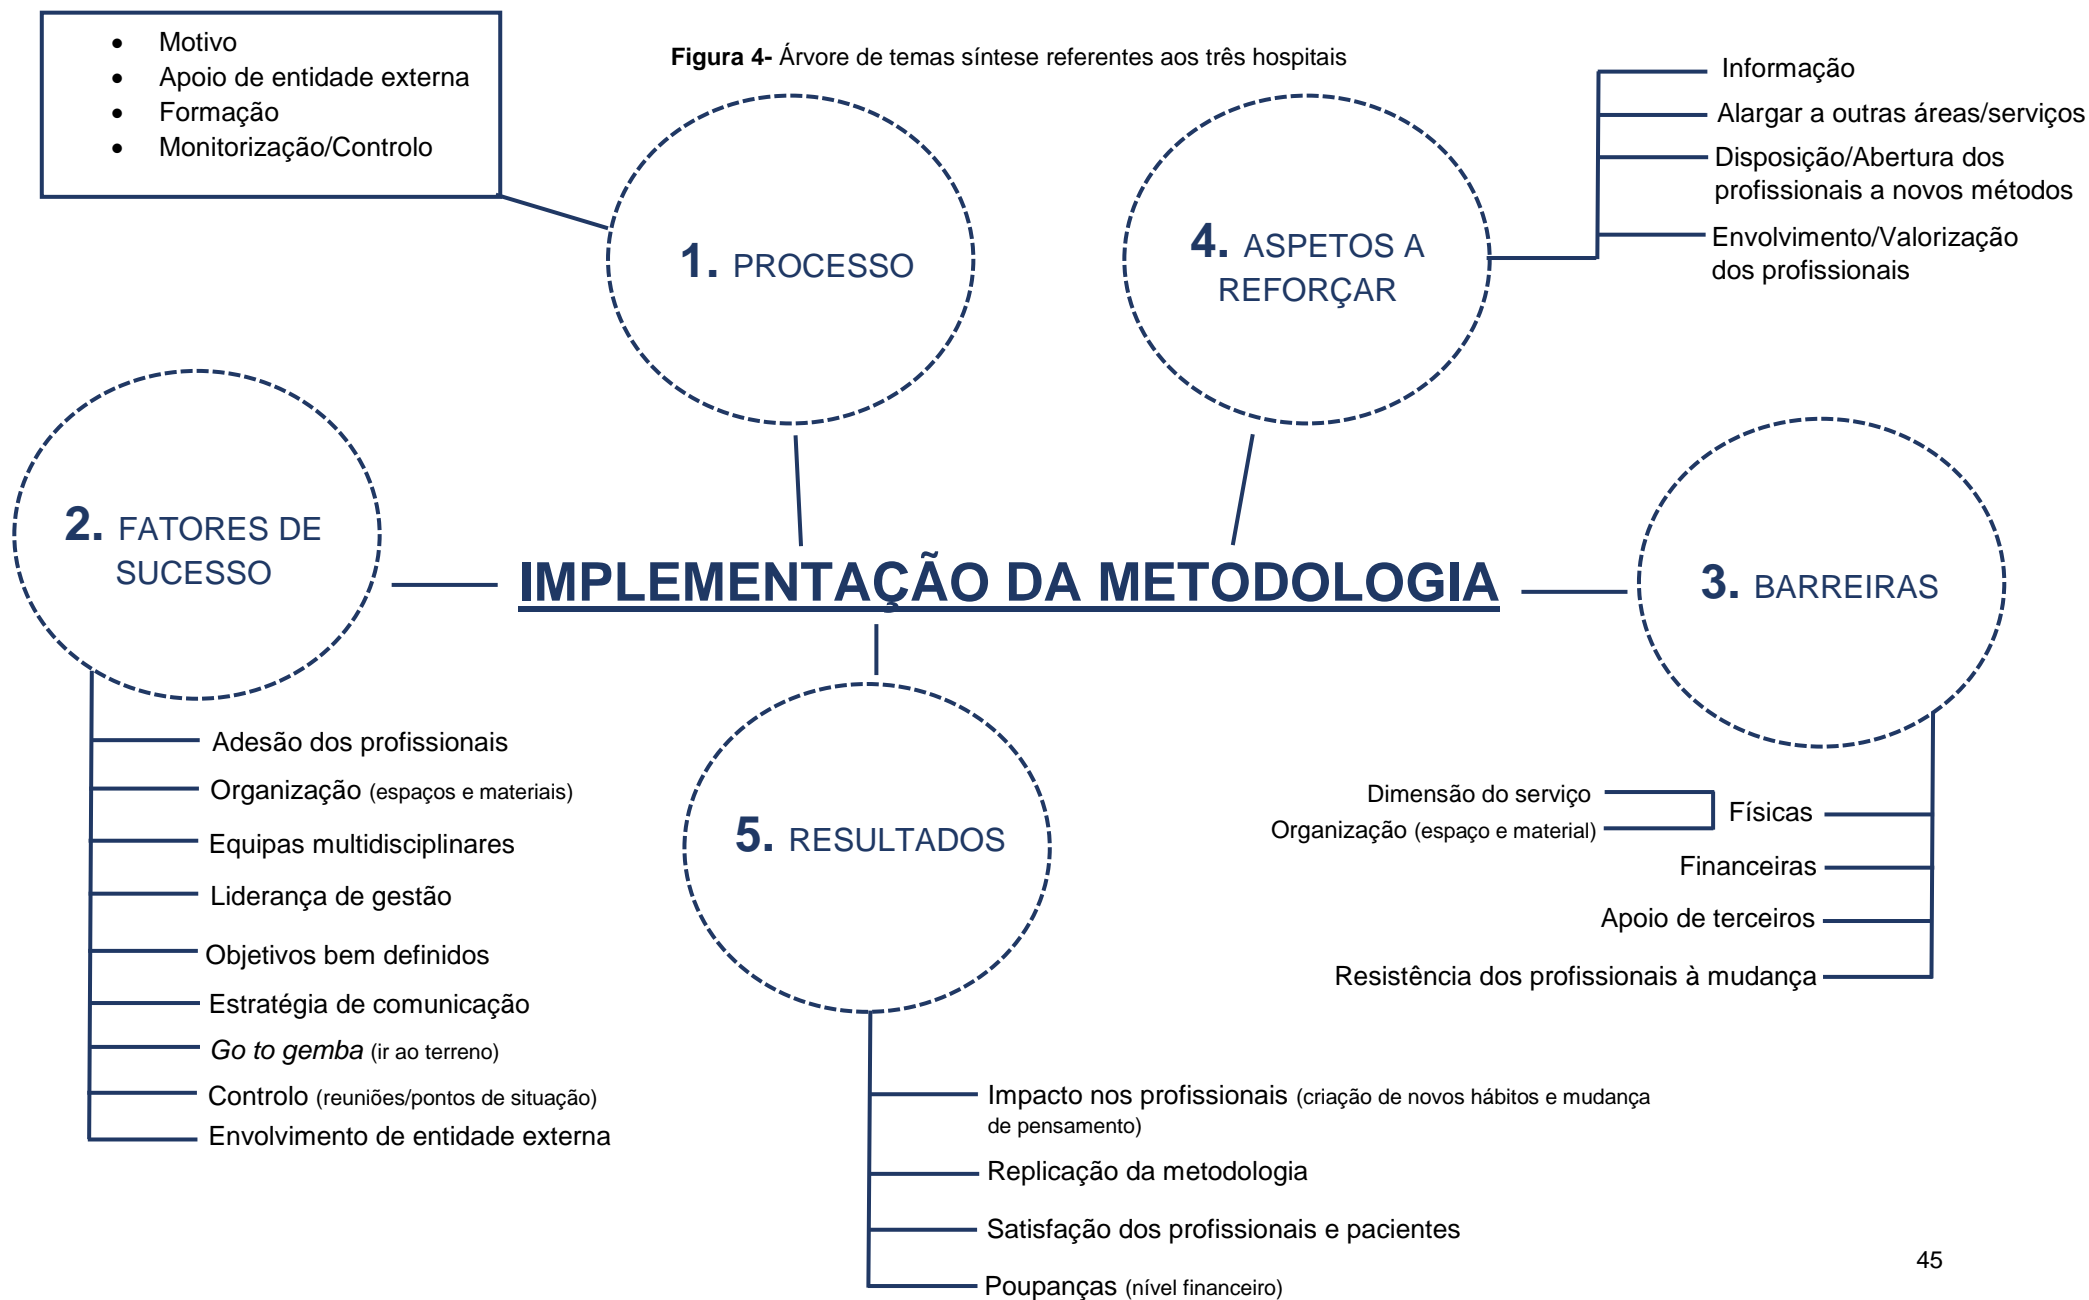 Figura 4- Árvore de temas síntese referentes aos três hospitais
• Motivo
• Apoio de entidade externa
• Formação
• Monitorização/Controlo
1. PROCESSO
4. ASPETOS A
REFORÇAR
Informação
Alargar a outras áreas/serviços
Disposição/Abertura dos
profissionais a novos métodos
Envolvimento/Valorização
dos profissionais
2. FATORES DE
SUCESSO
IMPLEMENTAÇÃO DA METODOLOGIA
3. BARREIRAS
Adesão dos profissionais
Organização (espaços e materiais)
Equipas multidisciplinares
Liderança de gestão
Objetivos bem definidos
Estratégia de comunicação
Go to gemba (ir ao terreno)
Controlo (reuniões/pontos de situação)
Envolvimento de entidade externa
5. RESULTADOS
Impacto nos profissionais (criação de novos hábitos e mudança
de pensamento)
Replicação da metodologia
Satisfação dos profissionais e pacientes
Poupanças (nível financeiro)
Dimensão do serviço
Organização (espaço e material)
Físicas
Financeiras
Apoio de terceiros
Resistência dos profissionais à mudança
45